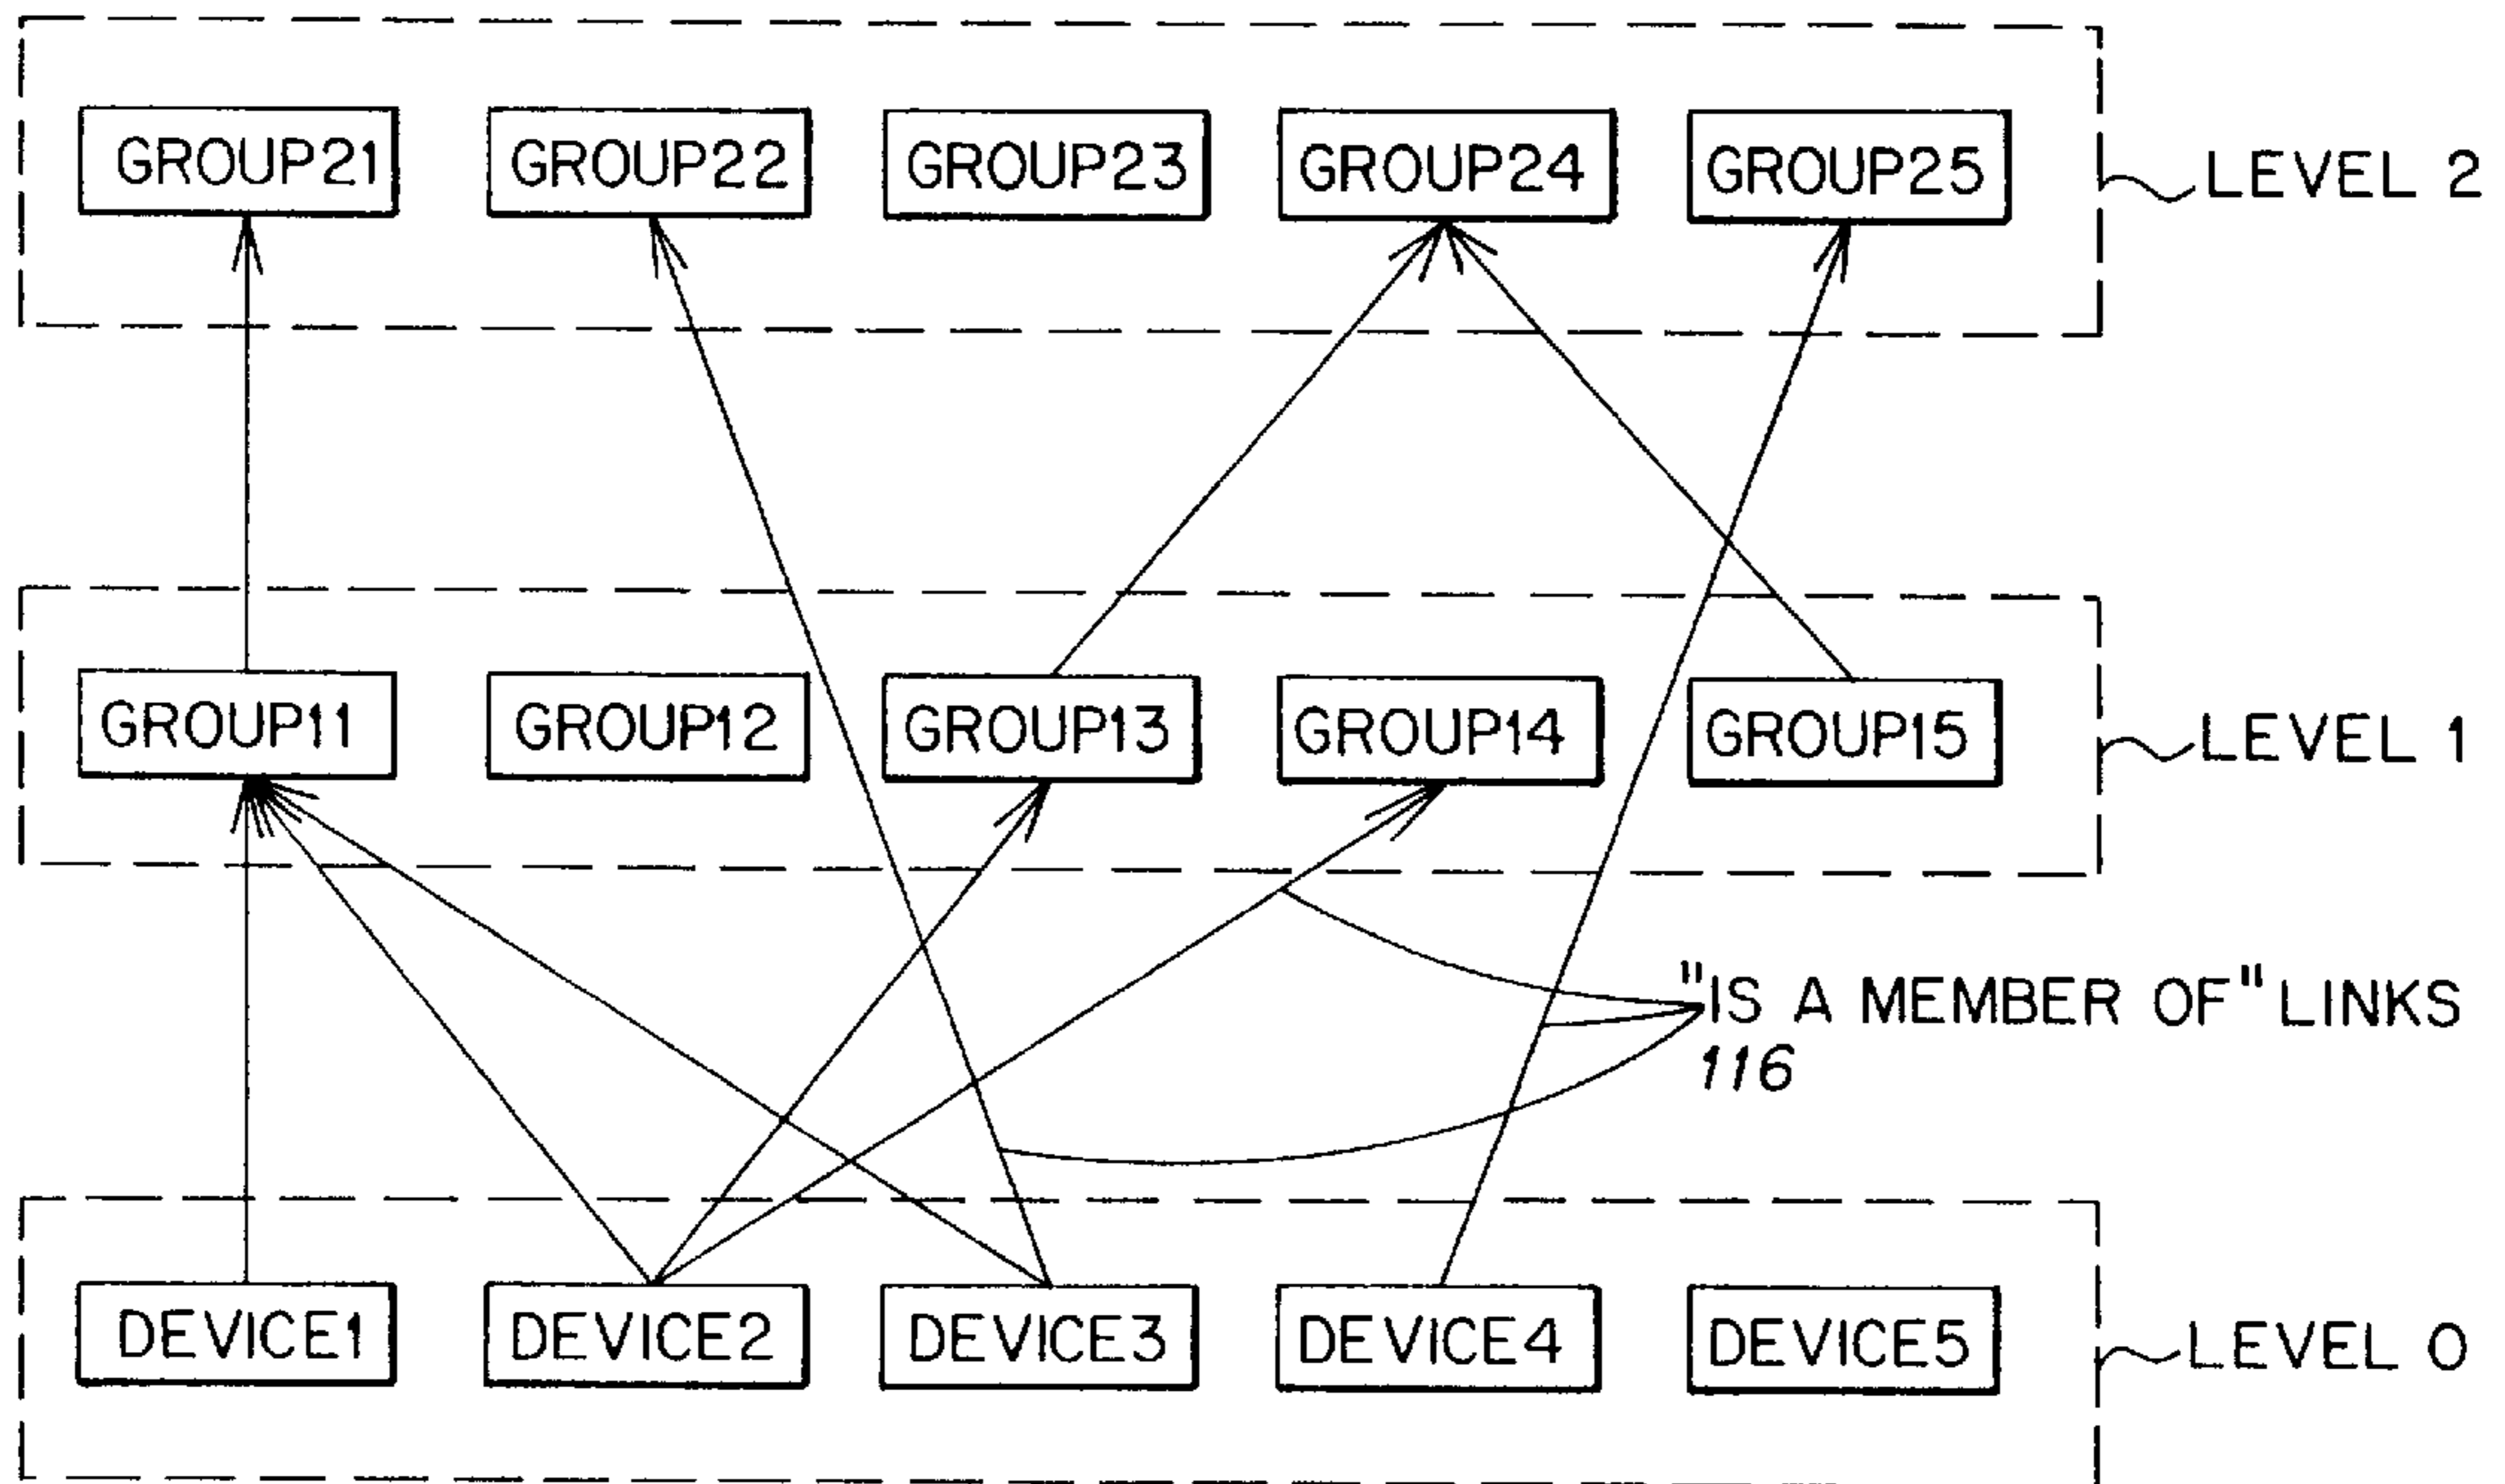 GROUP21 GROUP22 GROUP23 GROUP24 GROUP25 LEVEL 2
GROUP11 GROUP12 GROUP13 GROUP14 GROUP15 LEVEL 1
"IS A MEMBER OF" LINKS
116
DEVICE1 DEVICE2 DEVICE3 DEVICE4 DEVICE5 LEVEL 0